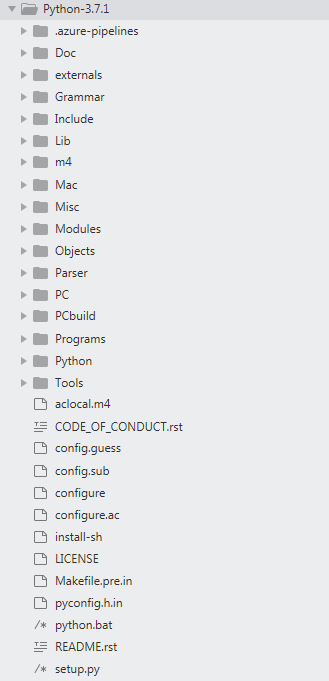 Python-3.7.1
.azure-pipelines
Doc
externals
Grammar
Include
Lib
m4
Mac
Misc
Modules
Objects
Parser
PC
PCbuild
Programs
Python
Tools
aclocal.m4
CODE_OF_CONDUCT.rst
config.guess
config.sub
configure
configure.ac
install-sh
LICENSE
Makefile.pre.in
pyconfig.h.in
/* python.bat
README.rst
/* setup.py